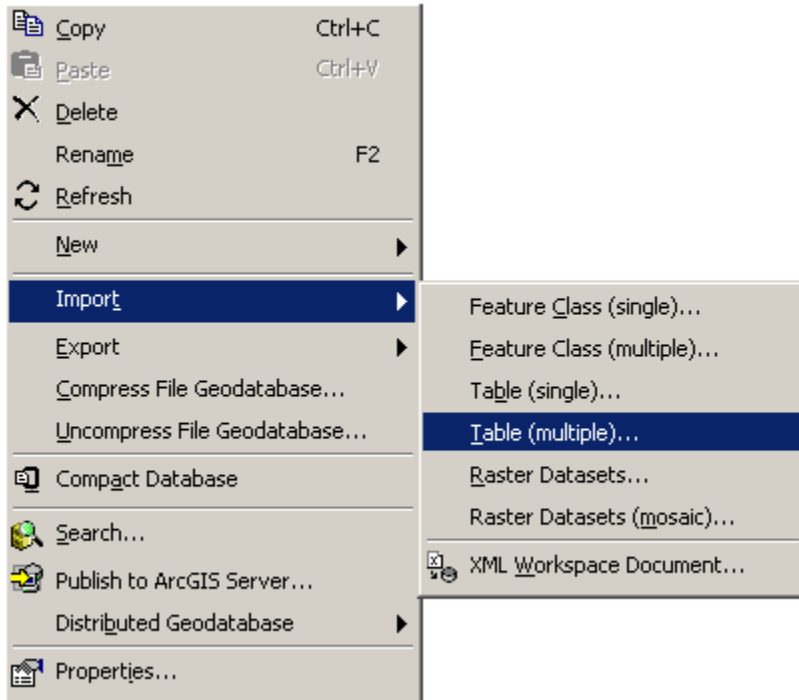 Copy Ctrl+C
Paste Ctrl+V
Delete
Rename F2
Refresh
New
Import
Export
Compress File Geodatabase...
Uncompress File Geodatabase...
Compact Database
Search...
Publish to ArcGIS Server...
Distributed Geodatabase
Properties...
Feature Class (single)...
Feature Class (multiple)...
Table (single)...
Table (multiple)...
Raster Datasets...
Raster Datasets (mosaic)...
XML Workspace Document...